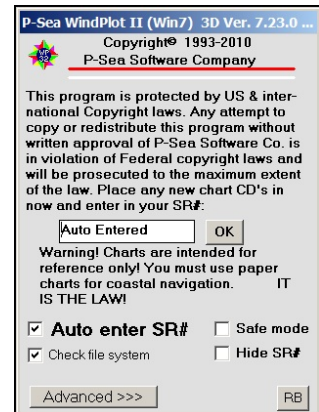 P-Sea WindPlot II (Win7) 3D Ver. 7.23.0 ...
Copyright© 1993-2010
P-Sea Software Company
This program is protected by US & inter-
national Copyright laws. Any attempt to
copy or redistribute this program without
written approval of P-Sea Software Co. is
in violation of Federal copyright laws and
will be prosecuted to the maximum extent
of the law. Place any new chart CD's in
now and enter in your SR#:
Auto Entered OK
Warning! Charts are intended for
reference only! You must use paper
charts for coastal navigation. IT
IS THE LAW!
Auto enter SR# Safe mode
Check file system Hide SR#
Advanced >>> RB